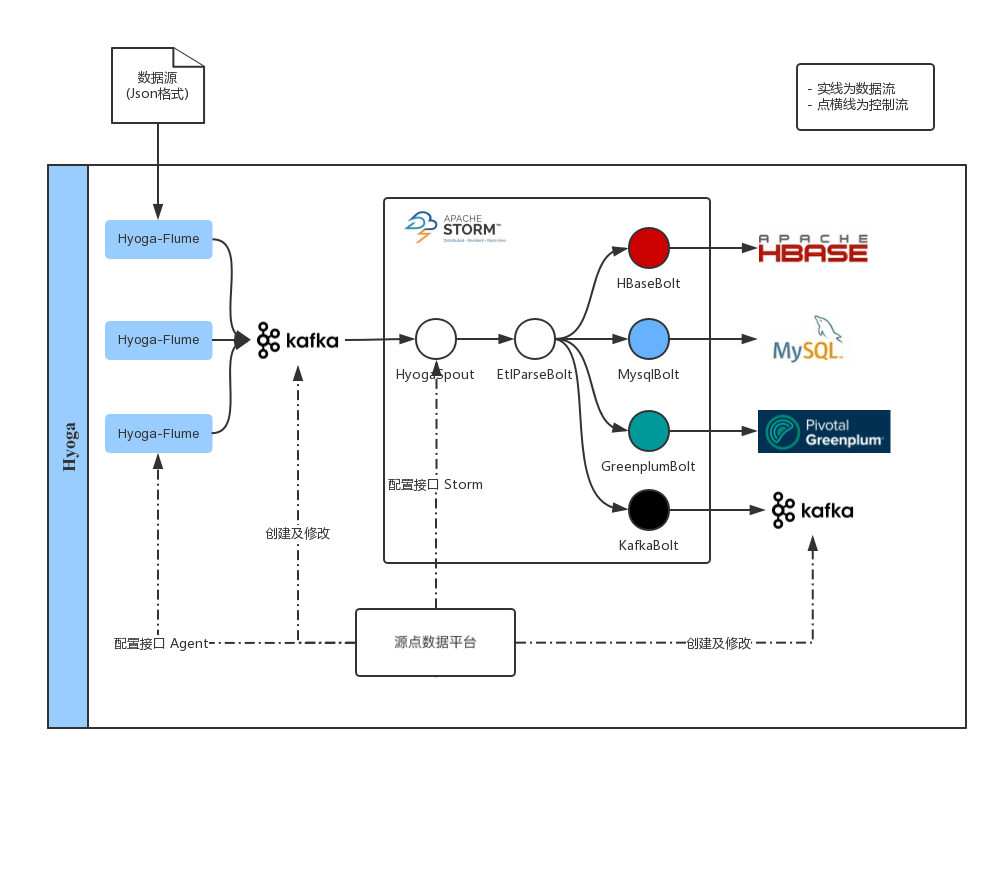 数据源
(Json格式)
- 实线为数据流
- 点横线为控制流
Hyoga
Hyoga-Flume
Hyoga-Flume
Hyoga-Flume
kafka
APACHE
STORM™
Distributed • Resilient • Real-time
HyogaSpout
EtlParseBolt
HBaseBolt
MysqlBolt
GreenplumBolt
KafkaBolt
APACHE
HBASE
MySQL™
Pivotal
Greenplum
kafka
配置接口 Storm
创建及修改
配置接口 Agent
源点数据平台
创建及修改